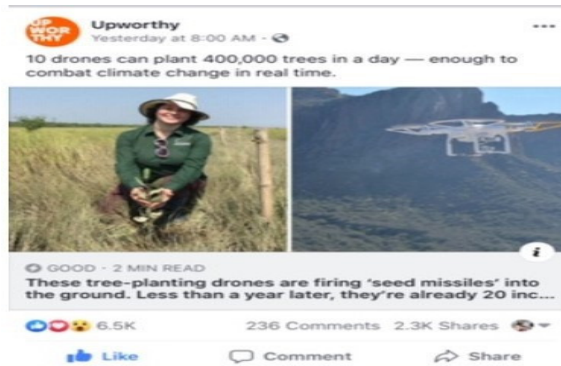 UP
WOR
THY
Upworthy
Yesterday at 8:00 AM ·
10 drones can plant 400,000 trees in a day — enough to
combat climate change in real time.
i
GOOD · 2 MIN READ
These tree-planting drones are firing 'seed missiles' into
the ground. Less than a year later, they're already 20 inc...
6.5K
236 Comments 2.3K Shares
Like
Comment
Share